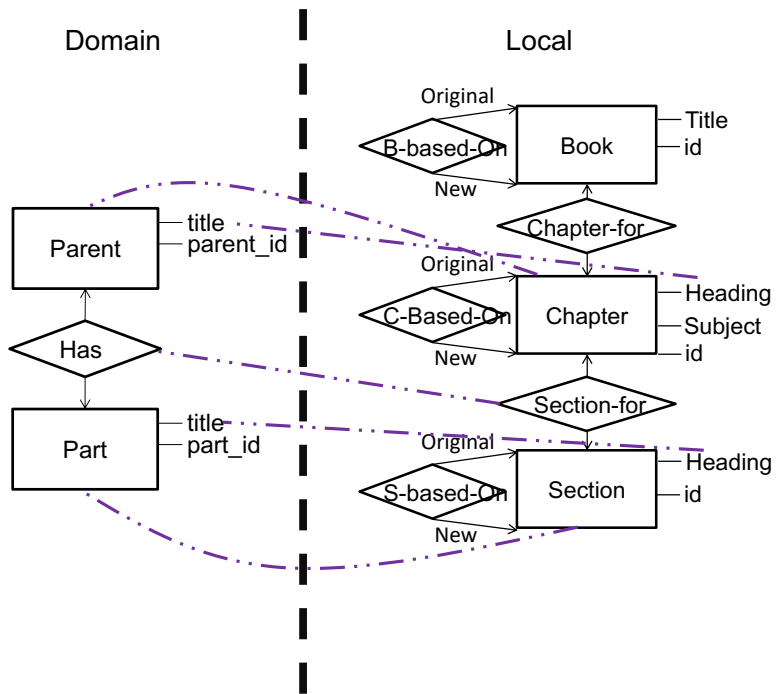 Domain
Local
Original
B-based-On
New
Book
Title
id
Chapter-for
Parent
title
parent_id
Original
C-Based-On
New
Chapter
Heading
Subject
id
Has
Section-for
Part
title
part_id
Original
S-based-On
New
Section
Heading
id